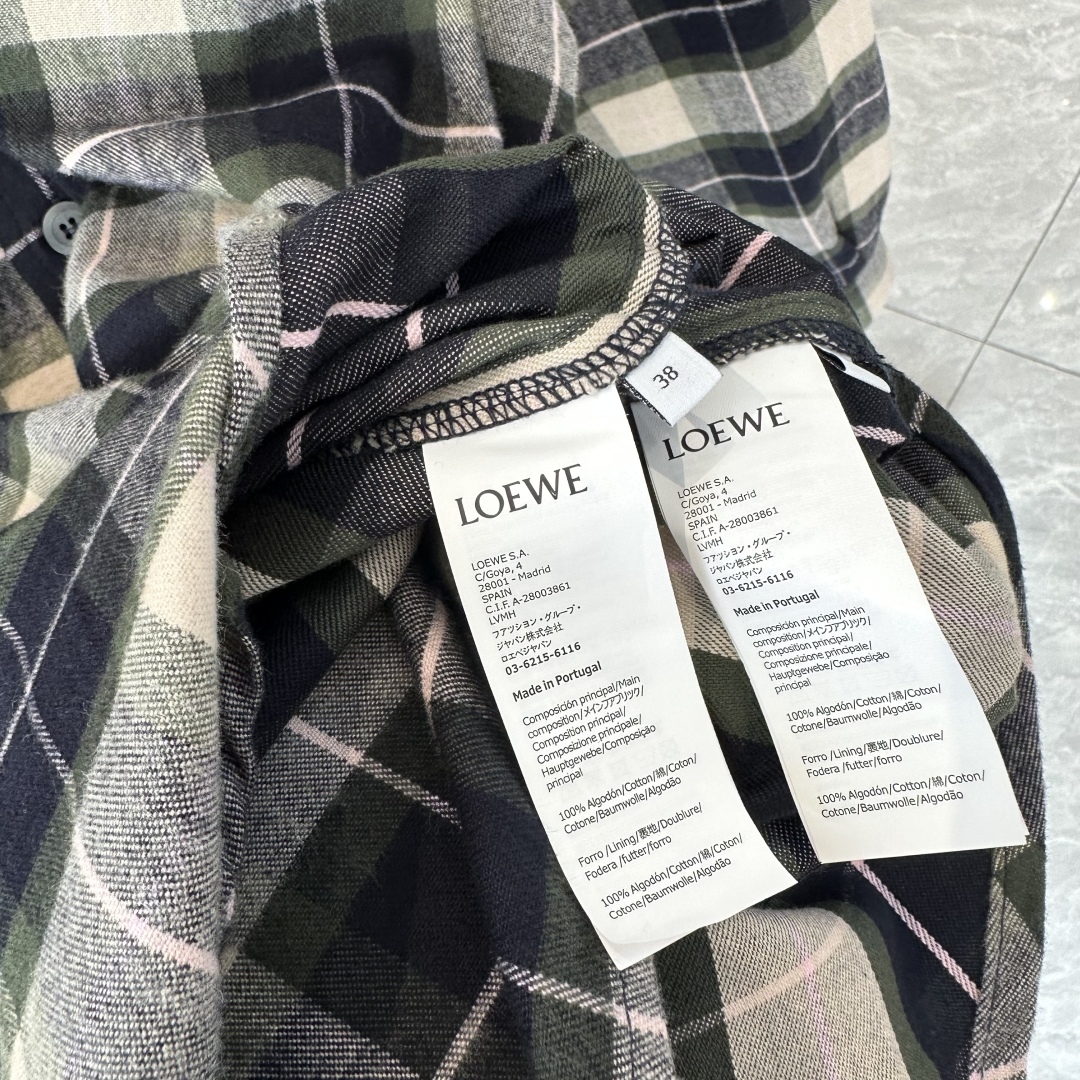 38
LOEWE
LOEWE S.A.
C/Goya, 4
28001 - Madrid
SPAIN
C.I.F. A-28003861
LVMH
ファッション・グループ・
ジャパン株式会社
ロエベジャパン
03-6215-6116
Made in Portugal
Composición principal/Main
composition/メインファブリック/
Composition principal/
Composizione principale/
Hauptgewebe/Composição
principal
100% Algodón/Cotton/綿/Coton/
Cotone/Baumwolle/Algodão
Forro /Lining/裏地/Doublure/
Fodera /futter/forro
100% Algodón/Cotton/綿/Coton/
Cotone/Baumwolle/Algodão
LOEWE
LOEWE S.A.
C/Goya, 4
28001 - Madrid
SPAIN
C.I.F. A-28003861
LVMH
ファッション・グループ・
ジャパン株式会社
ロエベジャパン
03-6215-6116
Made in Portugal
Composición principal/Main
composition/メインファブリック/
Composition principal/
Composizione principale/
Hauptgewebe/Composição
principal
100% Algodón/Cotton/綿/Coton/
Cotone/Baumwolle/Algodão
Forro /Lining/裏地/Doublure/
Fodera /futter/forro
100% Algodón/Cotton/綿/Coton/
Cotone/Baumwolle/Algodão